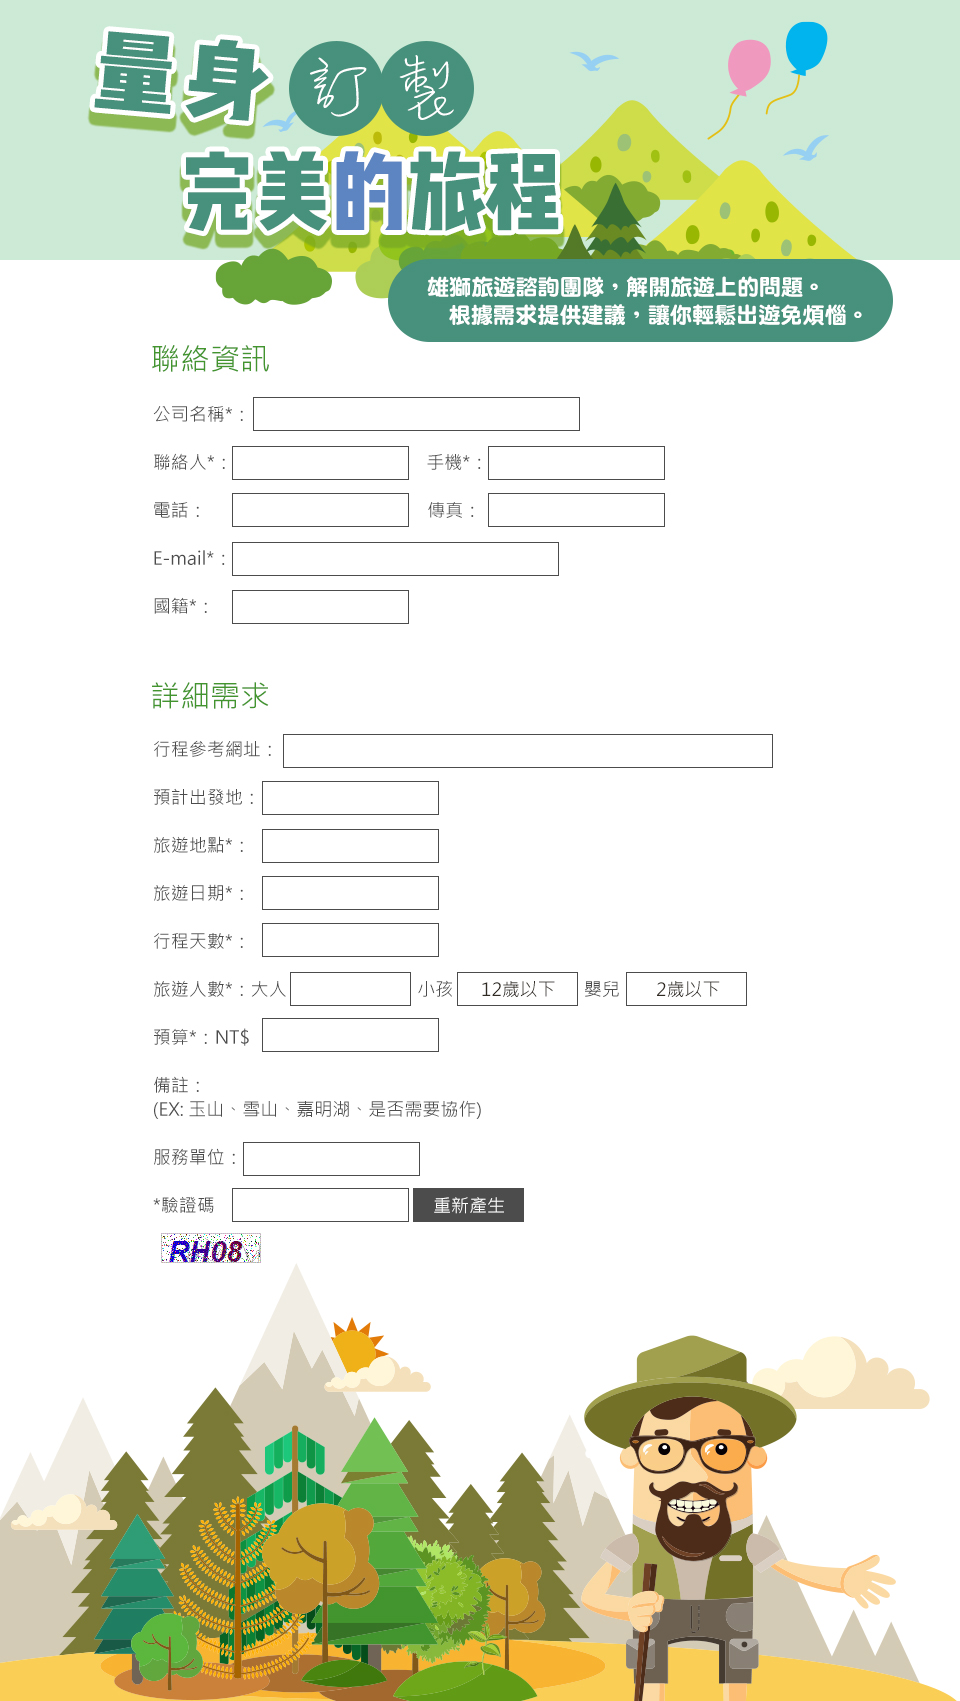 量身訂製
完美的旅程
雄獅旅遊諮詢團隊，解開旅遊上的問題。
根據需求提供建議，讓你輕鬆出遊免煩惱。
聯絡資訊
公司名稱*：
聯絡人*： 手機*：
電話： 傳真：
E-mail*：
國籍*：
詳細需求
行程參考網址：
預計出發地：
旅遊地點*：
旅遊日期*：
行程天數*：
旅遊人數*：大人 小孩 12歲以下 嬰兒 2歲以下
預算*：NT$
備註：
(EX: 玉山、雪山、嘉明湖、是否需要協作)
服務單位：
*驗證碼 重新產生
RH08